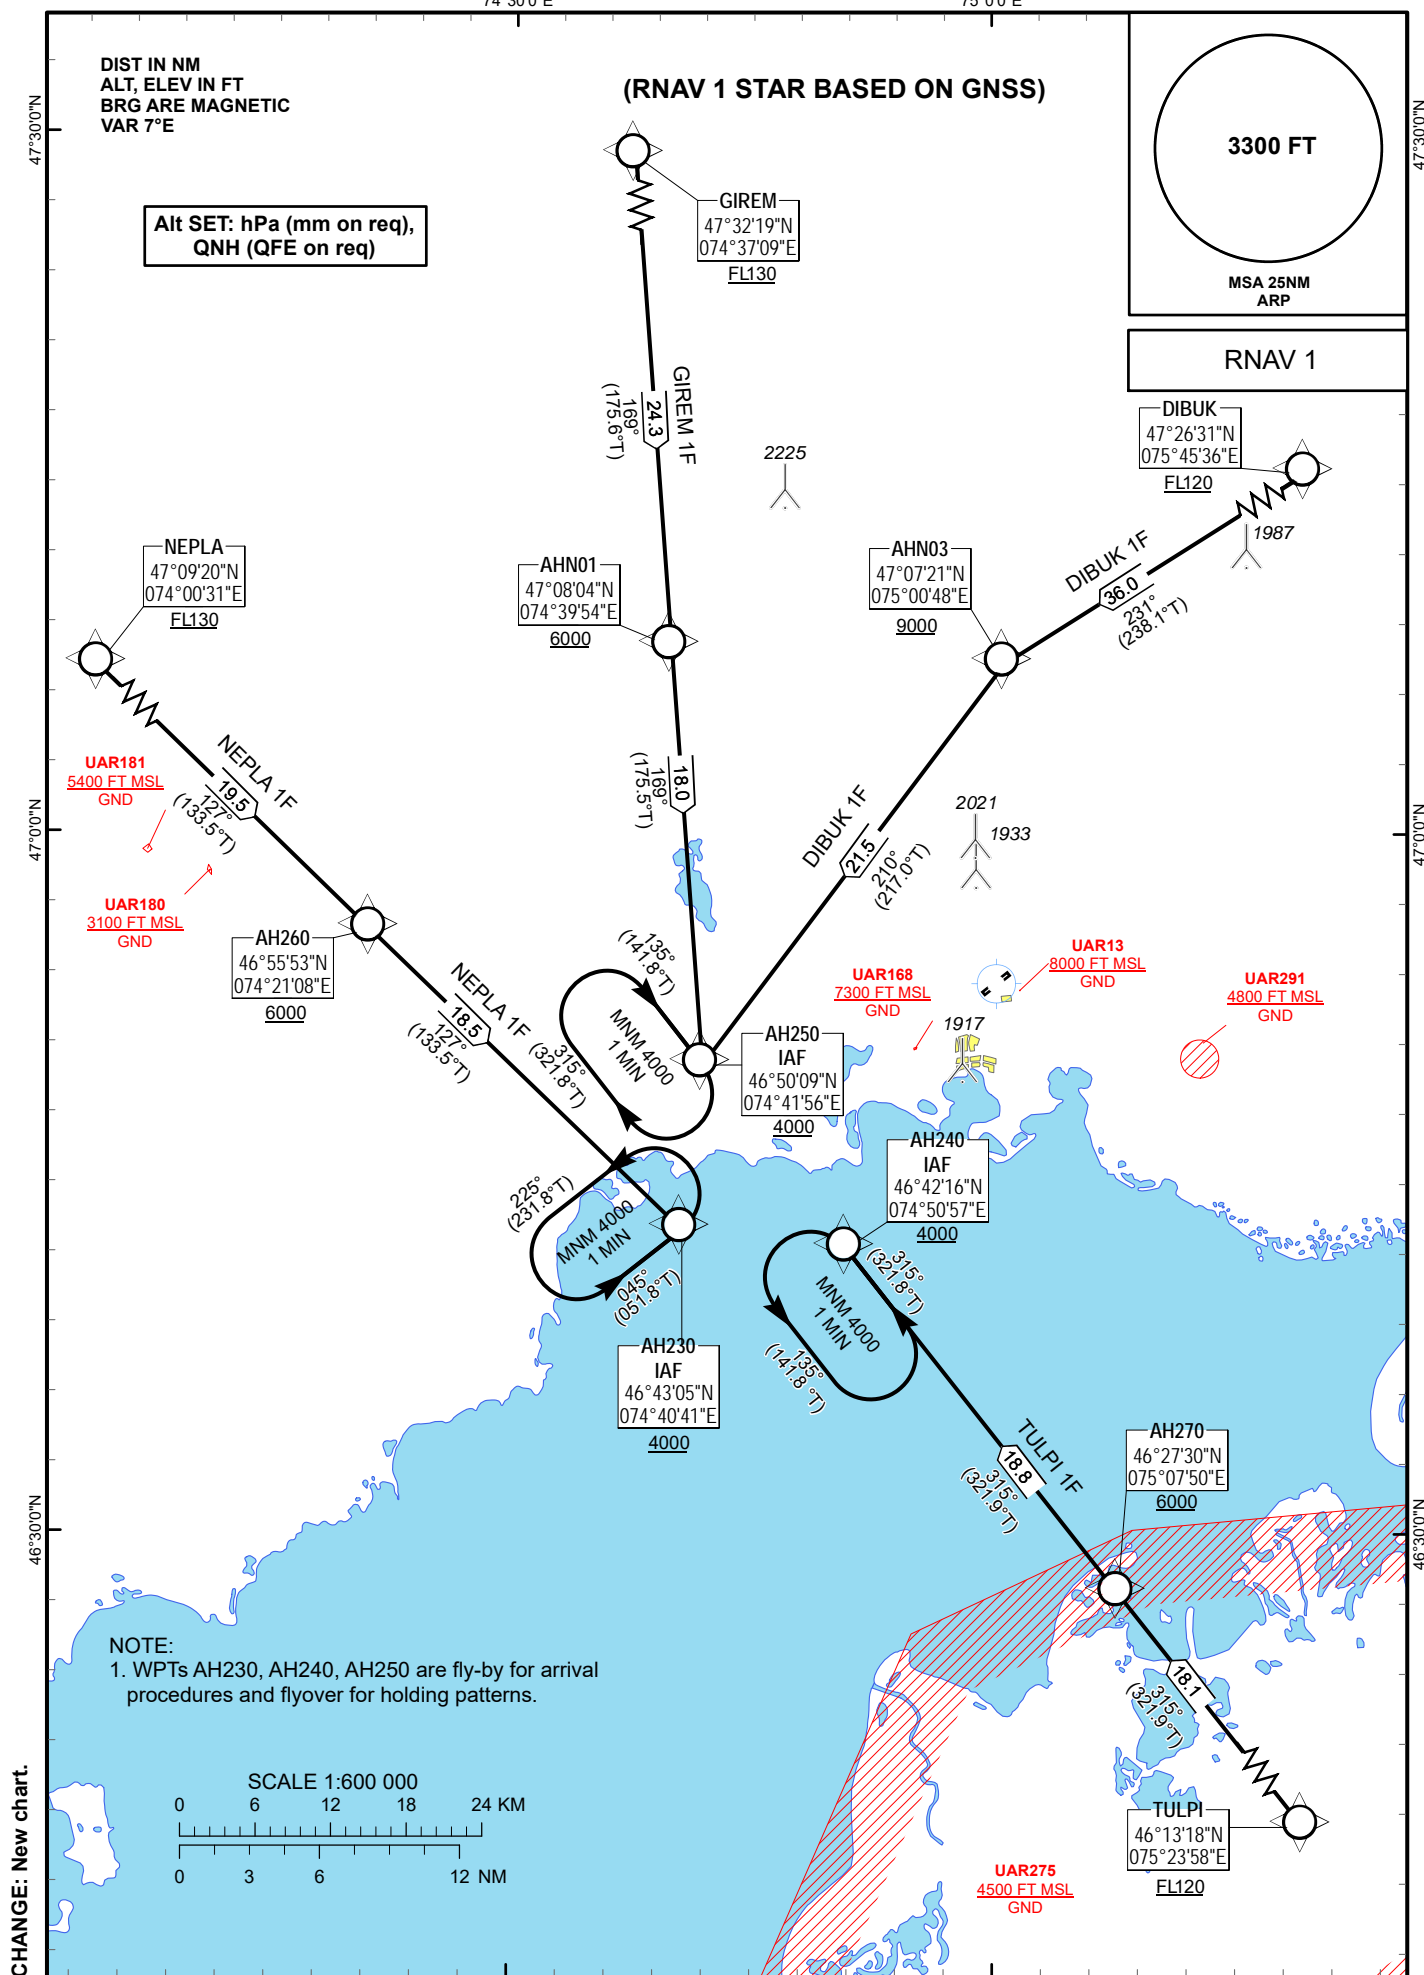 74°30'0"E
75°0'0"E
DIST IN NM
ALT, ELEV IN FT
BRG ARE MAGNETIC
VAR 7°E
(RNAV 1 STAR BASED ON GNSS)
3300 FT
MSA 25NM
ARP
RNAV 1
47°30'0"N
47°30'0"N
Alt SET: hPa (mm on req),
QNH (QFE on req)
GIREM
47°32'19"N
074°37'09"E
FL130
GIREM 1F
24.3
169°
(175.6°T)
2225
DIBUK
47°26'31"N
075°45'36"E
FL120
1987
DIBUK 1F
36.0
231°
(238.1°T)
NEPLA
47°09'20"N
074°00'31"E
FL130
AHN01
47°08'04"N
074°39'54"E
6000
AHN03
47°07'21"N
075°00'48"E
9000
NEPLA 1F
19.5
127°
(133.5°T)
UAR181
5400 FT MSL
GND
UAR180
3100 FT MSL
GND
18.0
169°
(175.5°T)
DIBUK 1F
21.5
210°
(217.0°T)
2021
1933
47°0'0"N
47°0'0"N
AH260
46°55'53"N
074°21'08"E
6000
NEPLA 1F
18.5
127°
(133.5°T)
135°
(141.8°T)
MNM 4000
1 MIN
315°
(321.8°T)
UAR168
7300 FT MSL
GND
UAR13
8000 FT MSL
GND
UAR291
4800 FT MSL
GND
1917
AH250
IAF
46°50'09"N
074°41'56"E
4000
AH240
IAF
46°42'16"N
074°50'57"E
4000
225°
(231.8°T)
MNM 4000
1 MIN
045°
(051.8°T)
315°
(321.8°T)
MNM 4000
1 MIN
135°
(141.8 °T)
AH230
IAF
46°43'05"N
074°40'41"E
4000
TULPI 1F
18.8
315°
(321.9°T)
AH270
46°27'30"N
075°07'50"E
6000
46°30'0"N
46°30'0"N
18.1
315°
(321.9°T)
NOTE:
1. WPTs AH230, AH240, AH250 are fly-by for arrival
procedures and flyover for holding patterns.
SCALE 1:600 000
0 6 12 18 24 KM
0 3 6 12 NM
TULPI
46°13'18"N
075°23'58"E
FL120
UAR275
4500 FT MSL
GND
CHANGE: New chart.